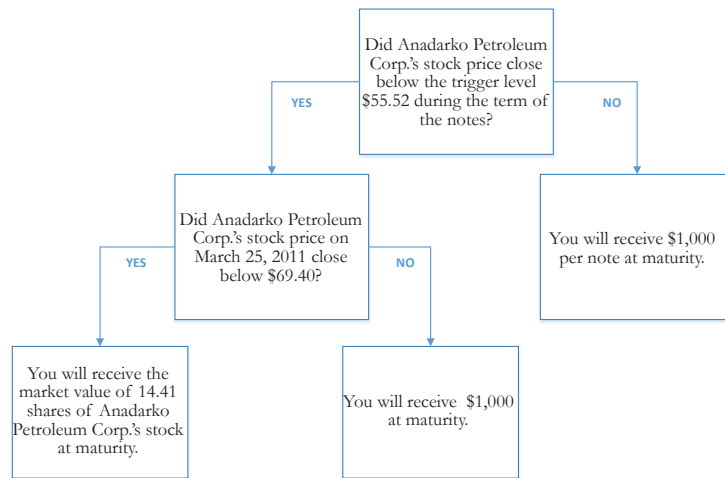 Did Anadarko Petroleum
Corp.'s stock price close
below the trigger level
$55.52 during the term of
the notes?
YES
NO
Did Anadarko Petroleum
Corp.'s stock price on
March 25, 2011 close
below $69.40?
You will receive $1,000
per note at maturity.
YES
NO
You will receive the
market value of 14.41
shares of Anadarko
Petroleum Corp.'s stock
at maturity.
You will receive $1,000
at maturity.